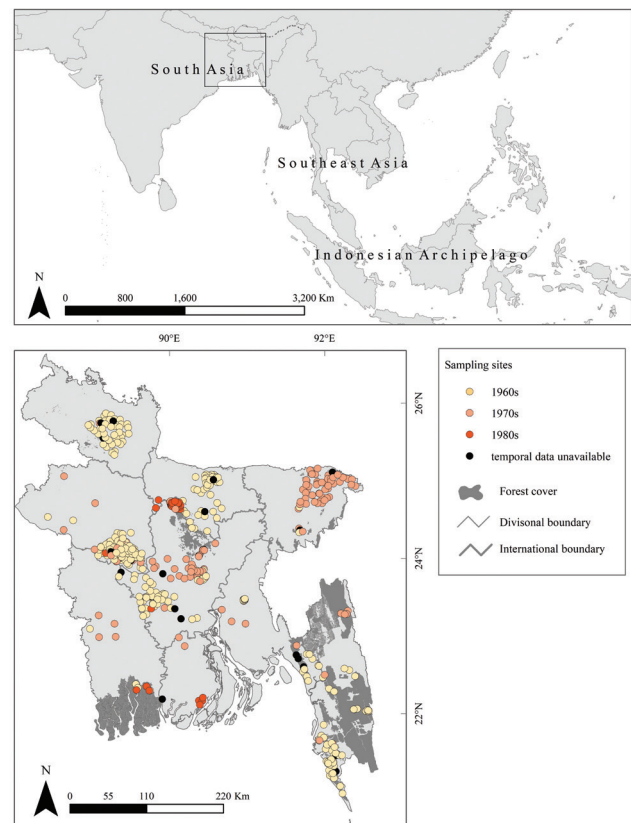 South Asia
Southeast Asia
Indonesian Archipelago
N
0 800 1,600 3,200 Km
90°E 92°E
26°N
24°N
22°N
N
0 55 110 220 Km
Sampling sites
1960s
1970s
1980s
temporal data unavailable
Forest cover
Divisonal boundary
International boundary